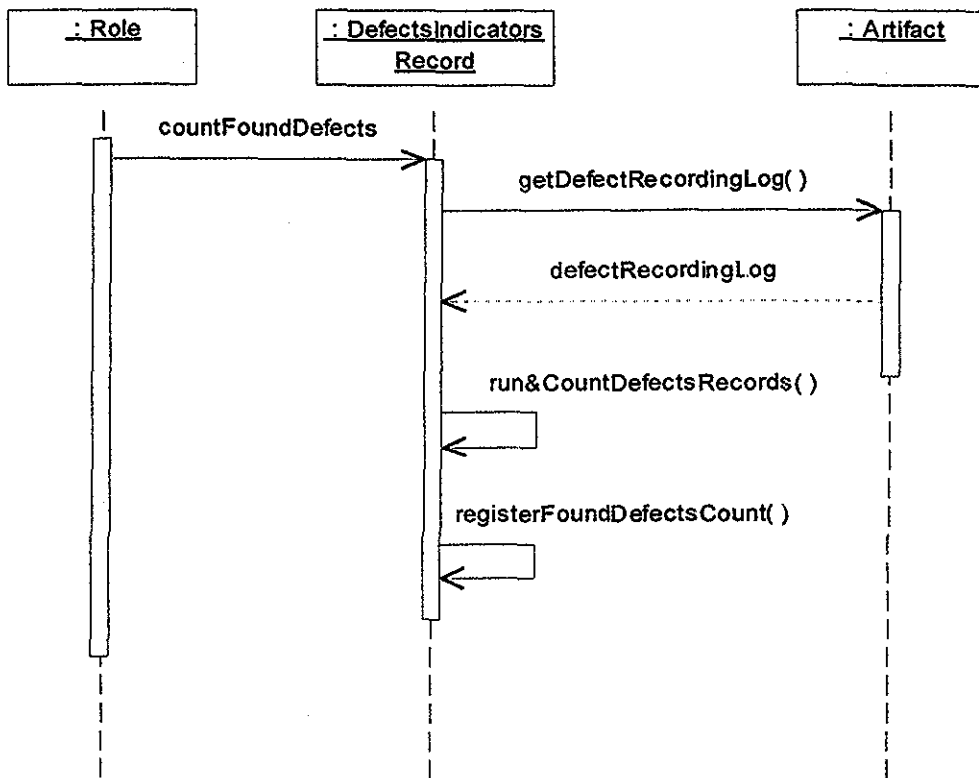 : Role
: DefectsIndicators
Record
: Artifact
countFoundDefects
getDefectRecordingLog( )
defectRecordingLog
run&CountDefectsRecords( )
registerFoundDefectsCount( )